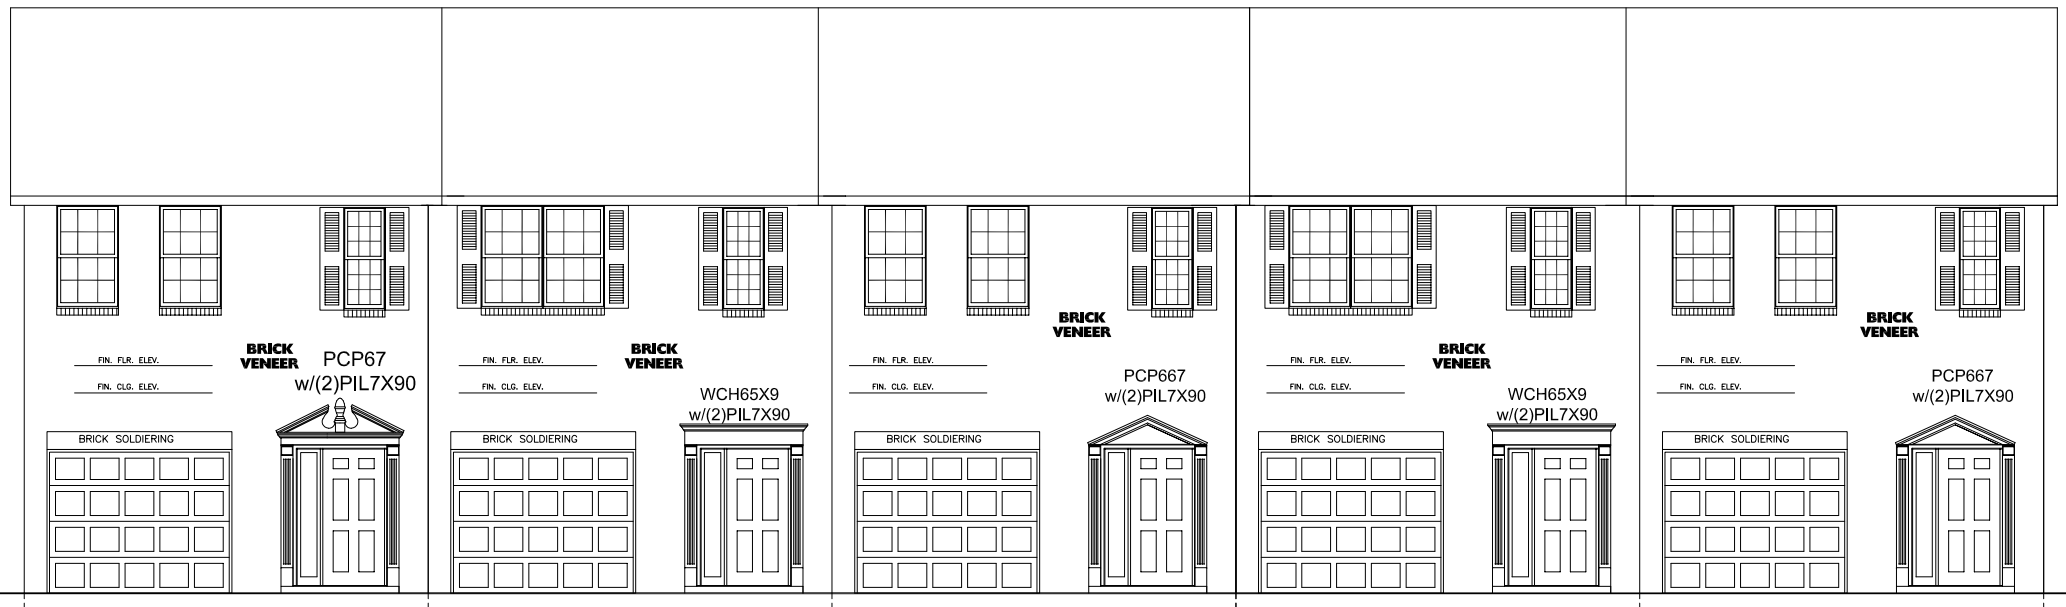 BRICK
VENEER
PCP67
w/(2)PIL7X90
FIN. FLR. ELEV.
FIN. CLG. ELEV.
BRICK SOLDIERING
BRICK
VENEER
FIN. FLR. ELEV.
FIN. CLG. ELEV.
WCH65X9
w/(2)PIL7X90
BRICK SOLDIERING
BRICK
VENEER
FIN. FLR. ELEV.
FIN. CLG. ELEV.
PCP667
w/(2)PIL7X90
BRICK SOLDIERING
BRICK
VENEER
FIN. FLR. ELEV.
FIN. CLG. ELEV.
WCH65X9
w/(2)PIL7X90
BRICK SOLDIERING
BRICK
VENEER
FIN. FLR. ELEV.
FIN. CLG. ELEV.
PCP667
w/(2)PIL7X90
BRICK SOLDIERING